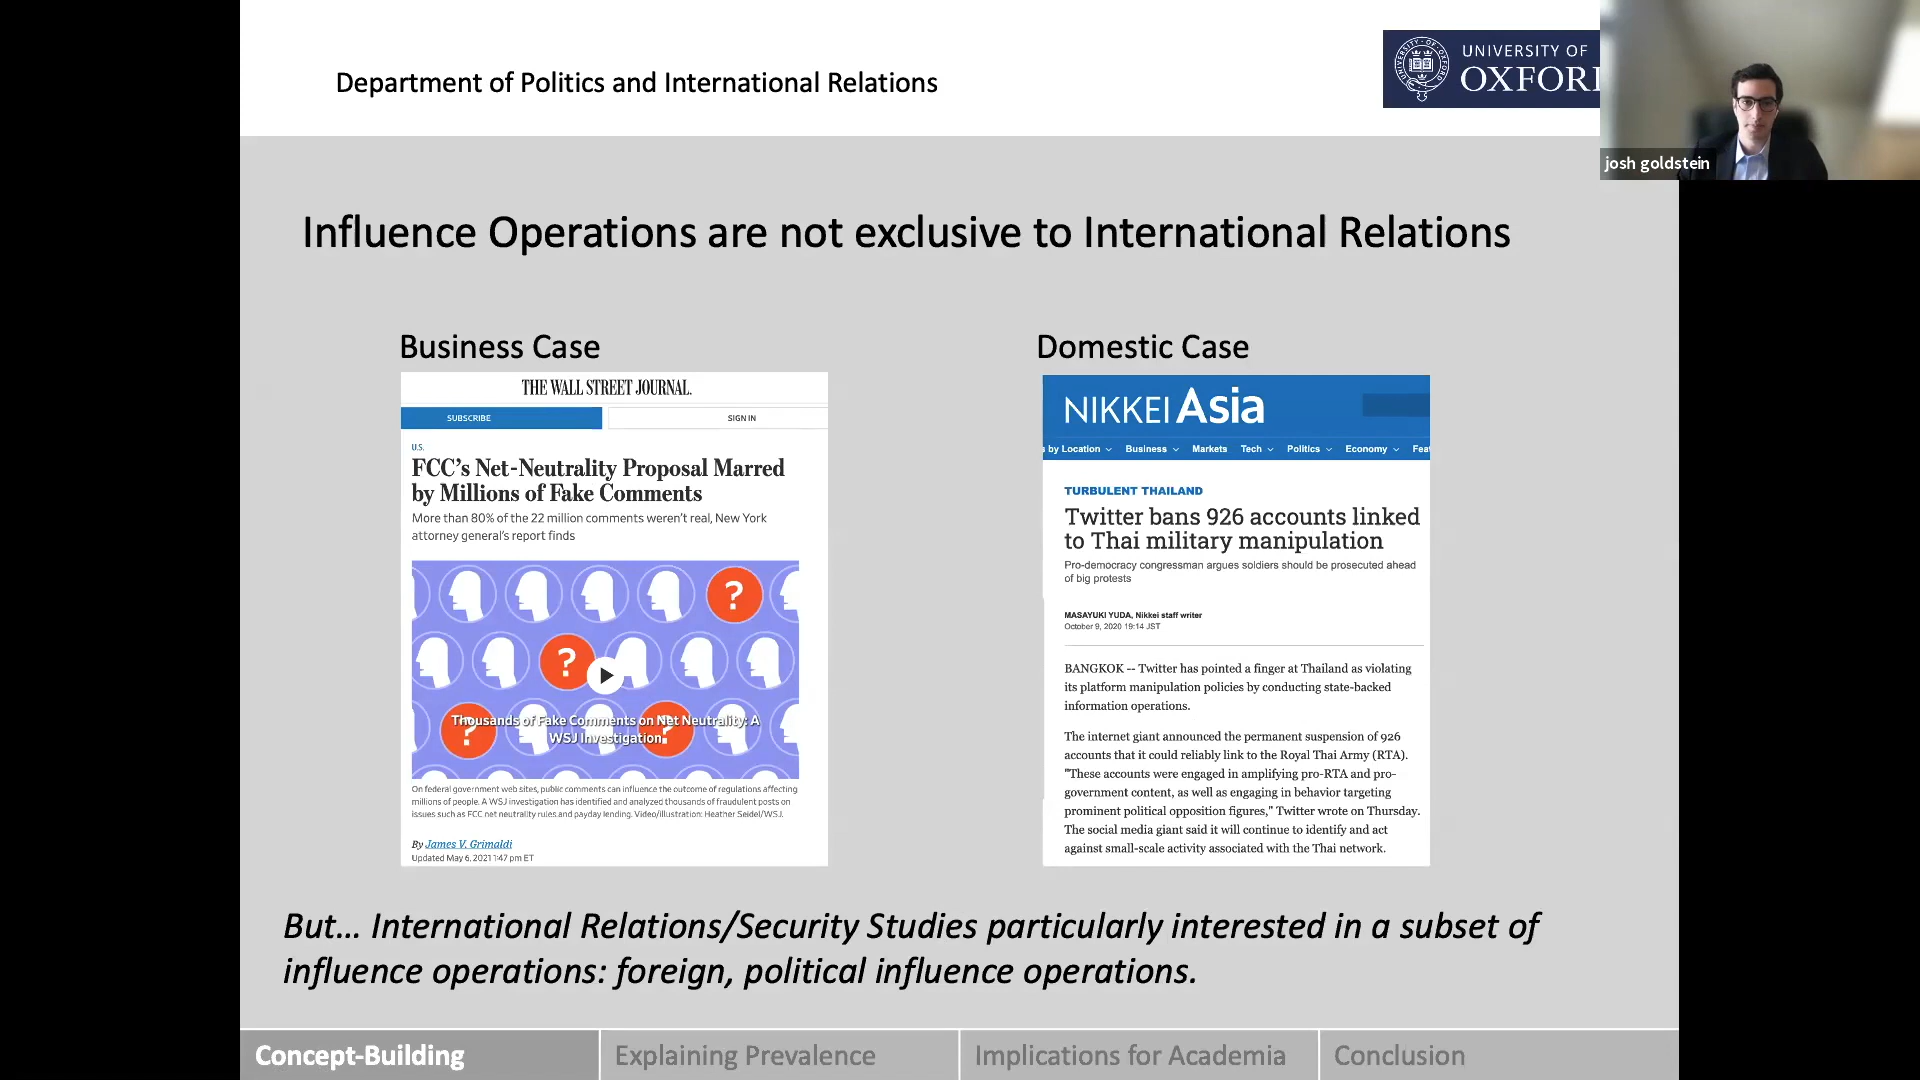 Department of Politics and International Relations
UNIVERSITY OF
OXFOR
josh goldstein
Influence Operations are not exclusive to International Relations
Business Case
THE WALL STREET JOURNAL.
SUBSCRIBE
SIGN IN
U.S.
FCC's Net-Neutrality Proposal Marred
by Millions of Fake Comments
More than 80% of the 22 million comments weren't real, New York
attorney general's report finds
?
?
?
?
Thousands of Fake Comments on Net Neutrality: A
WSJ Investigation
On federal government web sites, public comments can influence the outcome of regulations affecting
millions of people. A WSJ investigation has identified and analyzed thousands of fraudulent posts on
issues such as FCC net neutrality rules and payday lending. Video/illustration: Heather Seidel/WSJ.
By James V. Grimaldi
Updated May 6, 2021 1:47 pm ET
Domestic Case
NIKKEI Asia
s by Location
Business
Markets
Tech
Politics
Economy
Feat
TURBULENT THAILAND
Twitter bans 926 accounts linked
to Thai military manipulation
Pro-democracy congressman argues soldiers should be prosecuted ahead
of big protests
MASAYUKI YUDA, Nikkei staff writer
October 9, 2020 19:14 JST
BANGKOK -- Twitter has pointed a finger at Thailand as violating
its platform manipulation policies by conducting state-backed
information operations.
The internet giant announced the permanent suspension of 926
accounts that it could reliably link to the Royal Thai Army (RTA).
"These accounts were engaged in amplifying pro-RTA and pro-
government content, as well as engaging in behavior targeting
prominent political opposition figures," Twitter wrote on Thursday.
The social media giant said it will continue to identify and act
against small-scale activity associated with the Thai network.
But... International Relations/Security Studies particularly interested in a subset of
influence operations: foreign, political influence operations.
Concept-Building
Explaining Prevalence
Implications for Academia
Conclusion